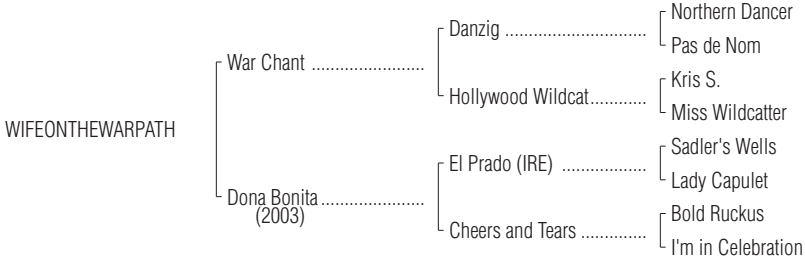 Northern Dancer
Danzig ..............................
Pas de Nom
War Chant ........................
Kris S.
Hollywood Wildcat............
Miss Wildcatter
WIFEONTHEWARPATH
Sadler's Wells
El Prado (IRE) ..................
Lady Capulet
Dona Bonita......................
(2003)
Bold Ruckus
Cheers and Tears ..............
I'm in Celebration